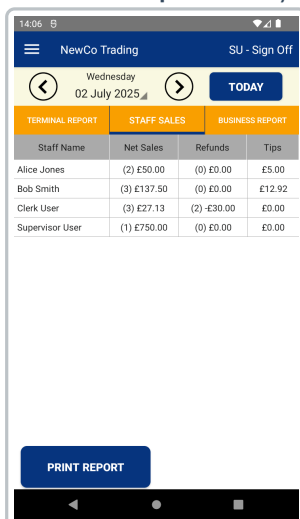 14:06
NewCo Trading SU - Sign Off
Wednesday
02 July 2025
TODAY
TERMINAL REPORT STAFF SALES BUSINESS REPORT
Staff Name Net Sales Refunds Tips
Alice Jones (2) £50.00 (0) £0.00 £5.00
Bob Smith (3) £137.50 (0) £0.00 £12.92
Clerk User (3) £27.13 (2) -£30.00 £0.00
Supervisor User (1) £750.00 (0) £0.00 £0.00
PRINT REPORT